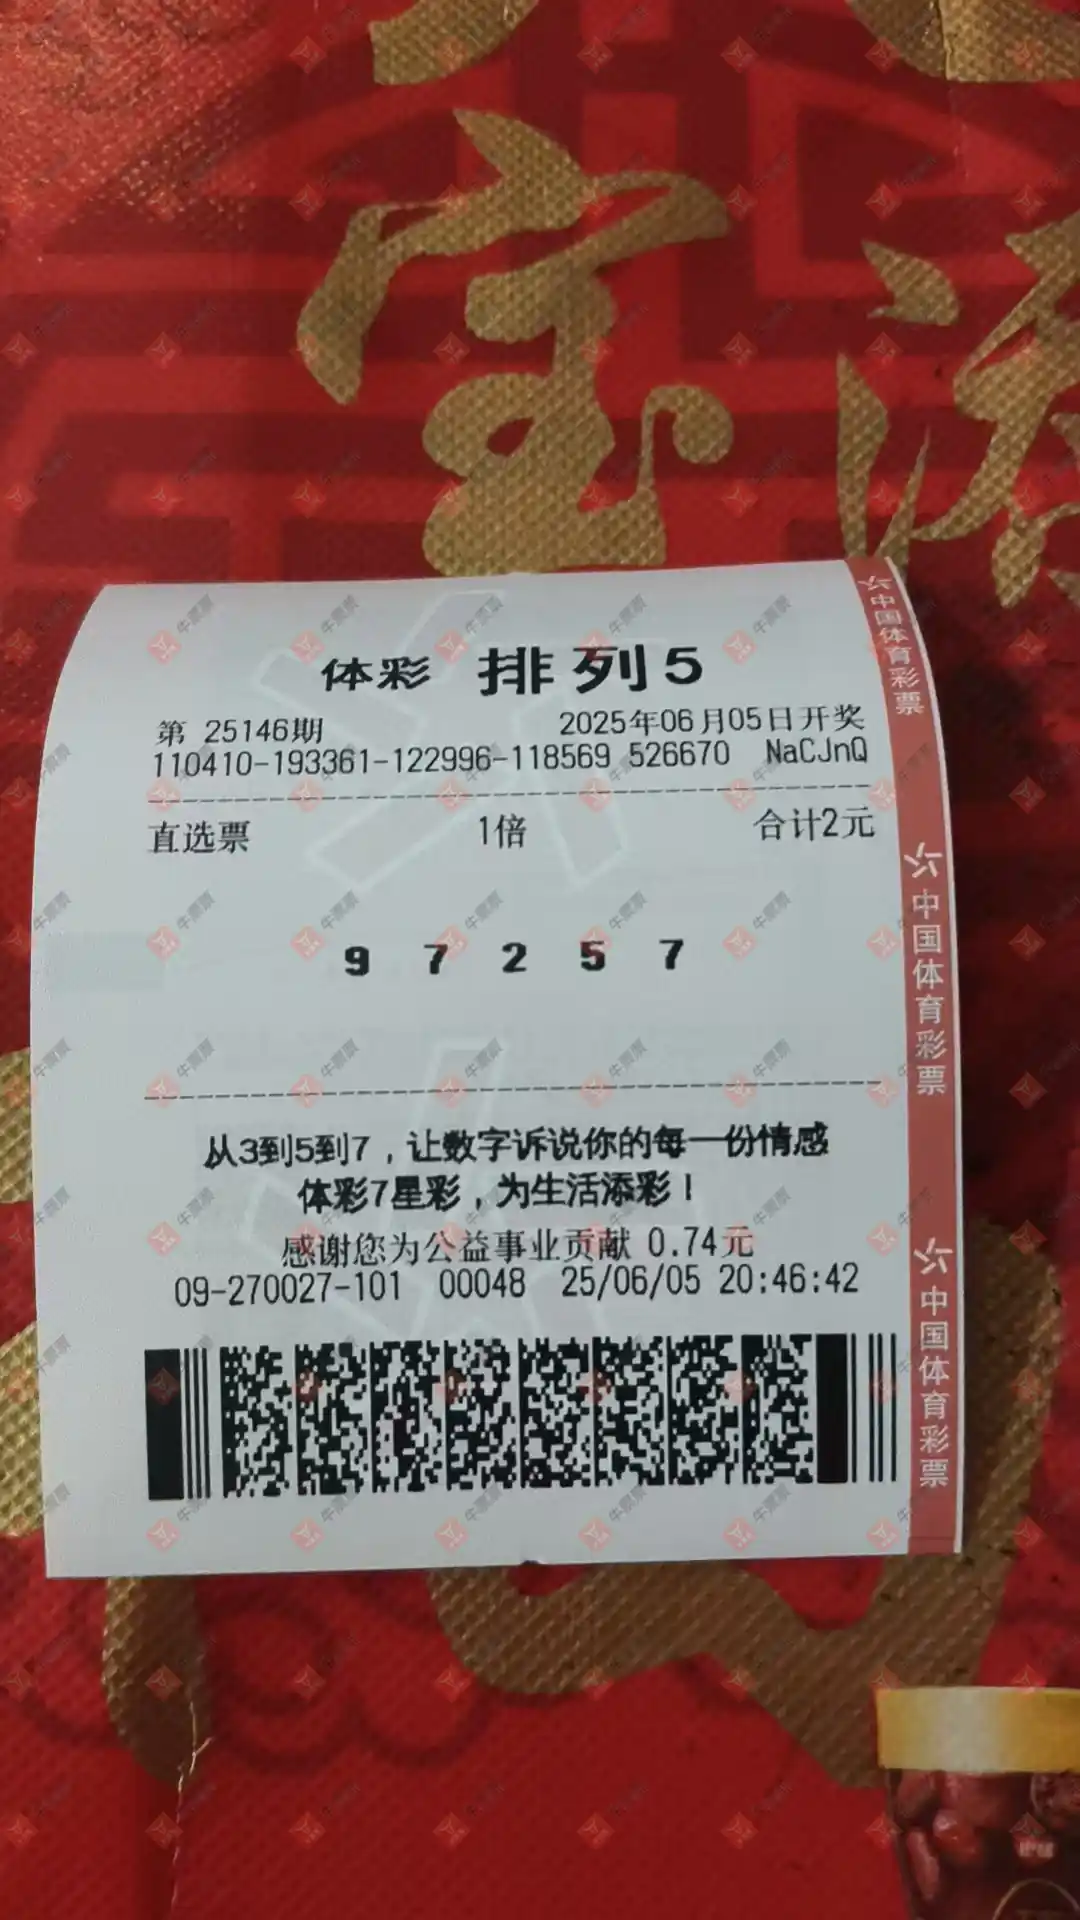 宝
体彩 排列5
第 25146期 2025年06月05日开奖
110410-193361-122996-118569 526670 NaCJnQ
直选票 1倍 合计2元
9 7 2 5 7
从3到5到7，让数字诉说你的每一份情感
体彩7星彩，为生活添彩！
感谢您为公益事业贡献 0.74元
09-270027-101 00048 25/06/05 20:46:42
中国体育彩票
中国体育彩票
中国体育彩票
牛票票